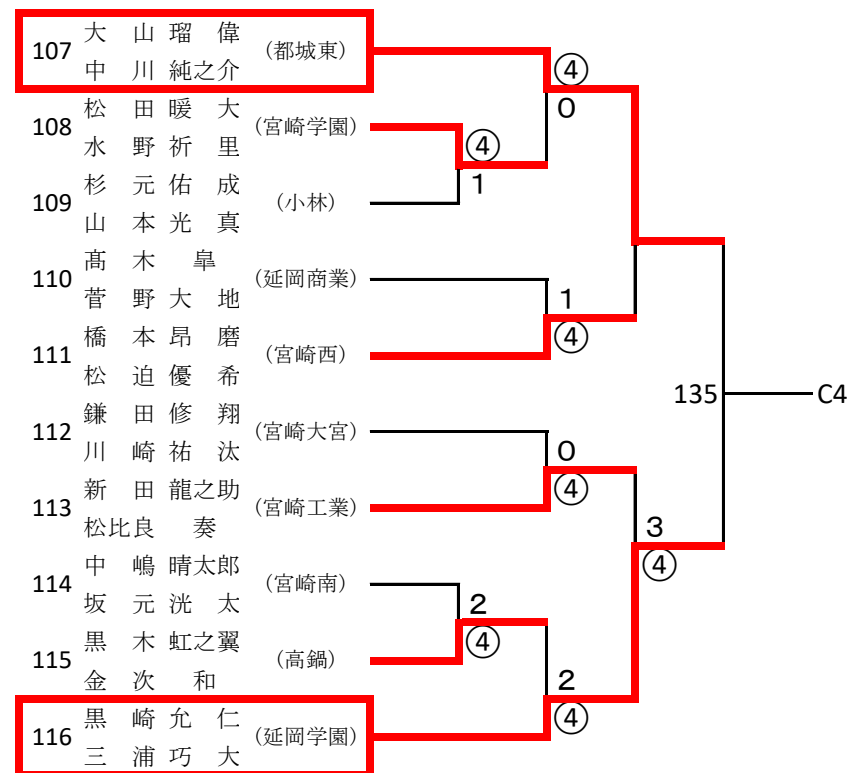 107 大 山 瑠 偉 (都城東)
中 川 純之介
④
0
108 松 田 暖 大 (宮崎学園)
水 野 祈 里
④
1
109 杉 元 佑 成 (小林)
山 本 光 真
110 髙 木 皐 (延岡商業)
菅 野 大 地
1
④
111 橋 本 昂 磨 (宮崎西)
松 迫 優 希
135
C4
112 鎌 田 修 翔 (宮崎大宮)
川 崎 祐 汰
0
④
113 新 田 龍之助 (宮崎工業)
松比良 奏
3
④
114 中 嶋 晴太郎 (宮崎南)
坂 元 洸 太
2
④
115 黒 木 虹之翼 (高鍋)
金 次 和
2
④
116 黒 崎 允 仁 (延岡学園)
三 浦 巧 大